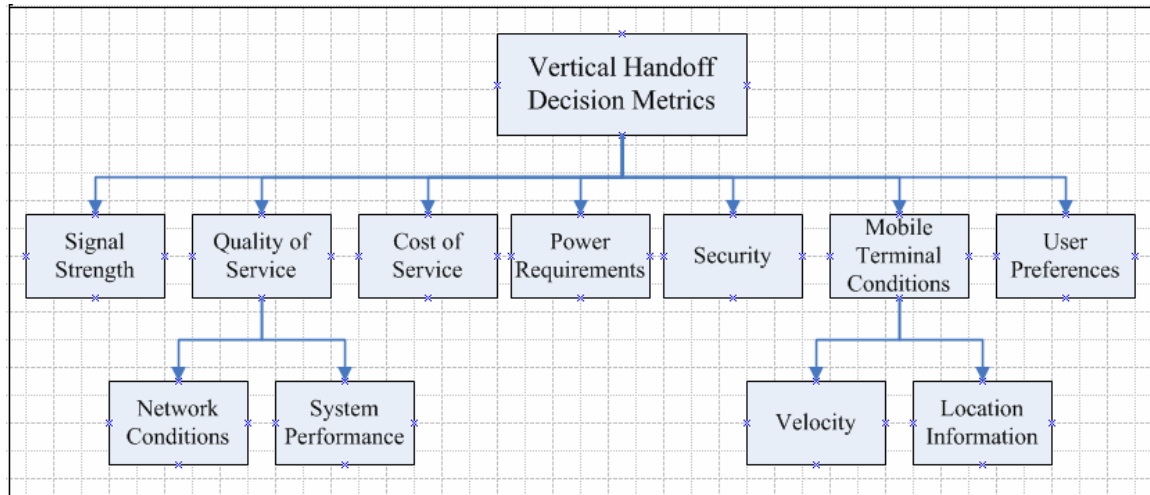 Vertical Handoff
Decision Metrics
Signal
Strength
Quality of
Service
Cost of
Service
Power
Requirements
Security
Mobile
Terminal
Conditions
User
Preferences
Network
Conditions
System
Performance
Velocity
Location
Information